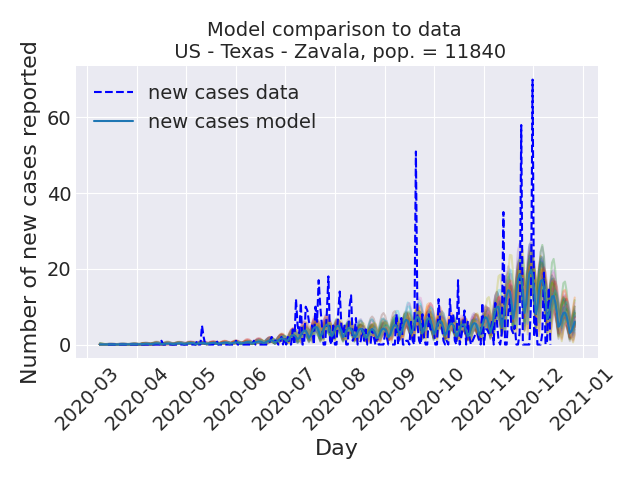 Model comparison to data
US - Texas - Zavala, pop. = 11840
new cases data
new cases model
Number of new cases reported
60
40
20
0
2020-03
2020-04
2020-05
2020-06
2020-07
2020-08
2020-09
2020-10
2020-11
2020-12
2021-01
Day